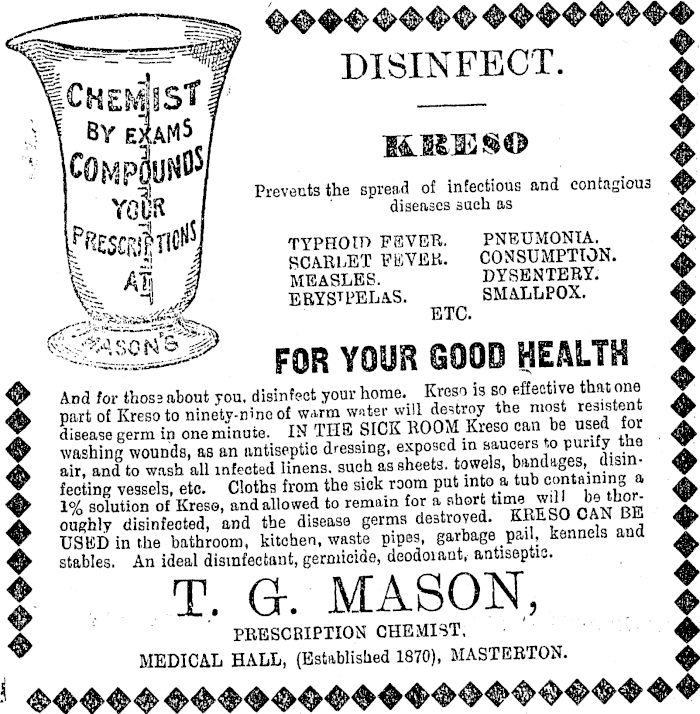 CHEMIST
BY EXAMS
COMPOUNDS
YOUR
PRESCRIPTIONS
AT
MASON'S
DISINFECT.
KRESO
Prevents the spread of infectious and contagious
diseases such as
TYPHOID FEVER. PNEUMONIA.
SCARLET FEVER. CONSUMPTION.
MEASLES. DYSENTERY.
ERYSIPELAS. SMALLPOX.
ETC.
FOR YOUR GOOD HEALTH
And for those about you, disinfect your home. Kreso is so effective that one
part of Kreso to ninety-nine of warm water will destroy the most resistent
disease germ in one minute. IN THE SICK ROOM Kreso can be used for
washing wounds, as an antiseptic dressing, exposed in saucers to purify the
air, and to wash all infected linens, such as sheets, towels, bandages, disin-
fecting vessels, etc. Cloths from the sick room put into a tub containing a
1% solution of Kreso, and allowed to remain for a short time will be thor-
oughly disinfected, and the disease germs destroyed. KRESO CAN BE
USED in the bathroom, kitchen, waste pipes, garbage pail, kennels and
stables. An ideal disinfectant, germicide, deodorant, antiseptic.
T. G. MASON,
PRESCRIPTION CHEMIST,
MEDICAL HALL, (Established 1870), MASTERTON.